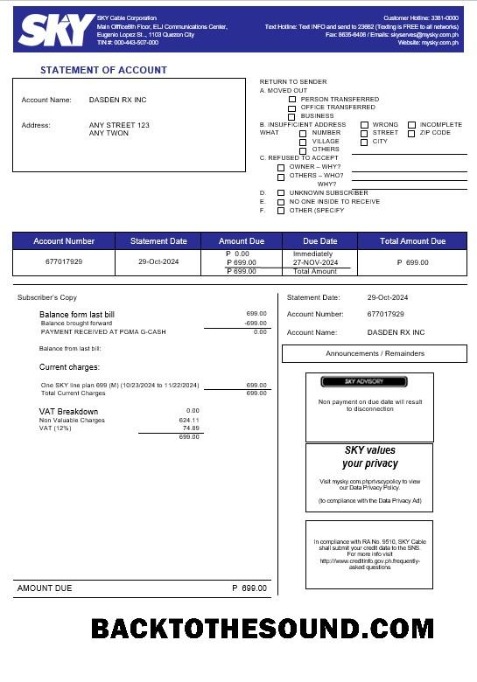 SKY
SKY Cable Corporation
Main Office9th Floor, ELJ Communications Center,
Eugenio Lopez St.., 1103 Quezon City
TIN #: 000-443-507-000
Customer Hotline: 3381-0000
Text Hotline: Text INFO and send to 23662 (Texting is FREE to all networks)
Fax: 8635-6406 / Emails: skyserves@mysky.com.ph
Website: mysky.com.ph
STATEMENT OF ACCOUNT
Account Name: DASDEN RX INC
Address: ANY STREET 123
ANY TWON
RETURN TO SENDER
A. MOVED OUT
PERSON TRANSFERRED
OFFICE TRANSFERRED
BUSINESS
B. INSUFFICIENT ADDRESS WRONG INCOMPLETE
WHAT NUMBER STREET ZIP CODE
VILLAGE CITY
OTHERS
C. REFUSED TO ACCEPT
OWNER – WHY?
OTHERS – WHO?
WHY?
D. UNKNOWN SUBSCRIBER
E. NO ONE INSIDE TO RECEIVE
F. OTHER (SPECIFY
Account Number Statement Date Amount Due Due Date Total Amount Due
P 0.00 Immediately
677017929 29-Oct-2024 P 699.00 27-NOV-2024 P 699.00
P 699.00 Total Amount
Subscriber's Copy
Balance form last bill 699.00
Balance brought forward -699.00
PAYMENT RECEIVED AT PGMA G-CASH 0.00
Balance from last bill:
Current charges:
One SKY line plan 699 (M) (10/23/2024 to 11/22/2024) 699.00
Total Current Charges 699.00
VAT Breakdown 0.00
Non Valuable Charges 624.11
VAT (12%) 74.89
699.00
AMOUNT DUE P 699.00
Statement Date: 29-Oct-2024
Account Number: 677017929
Account Name: DASDEN RX INC
Announcements / Remainders
SKY ADVISORY
Non payment on due date will result
to disconnection
SKY values
your privacy
Visit mysky.com.phprivscypolicy to view
our Data Privacy Policy.
(to compliance with the Data Privacy Act)
In compliance with RA No. 9510, SKY Cable
shall submit your credit data to the SNS.
For more info visit
http://www.creditinfo.gov.ph.frequently-
asked questions
BACKTOTHESOUND.COM